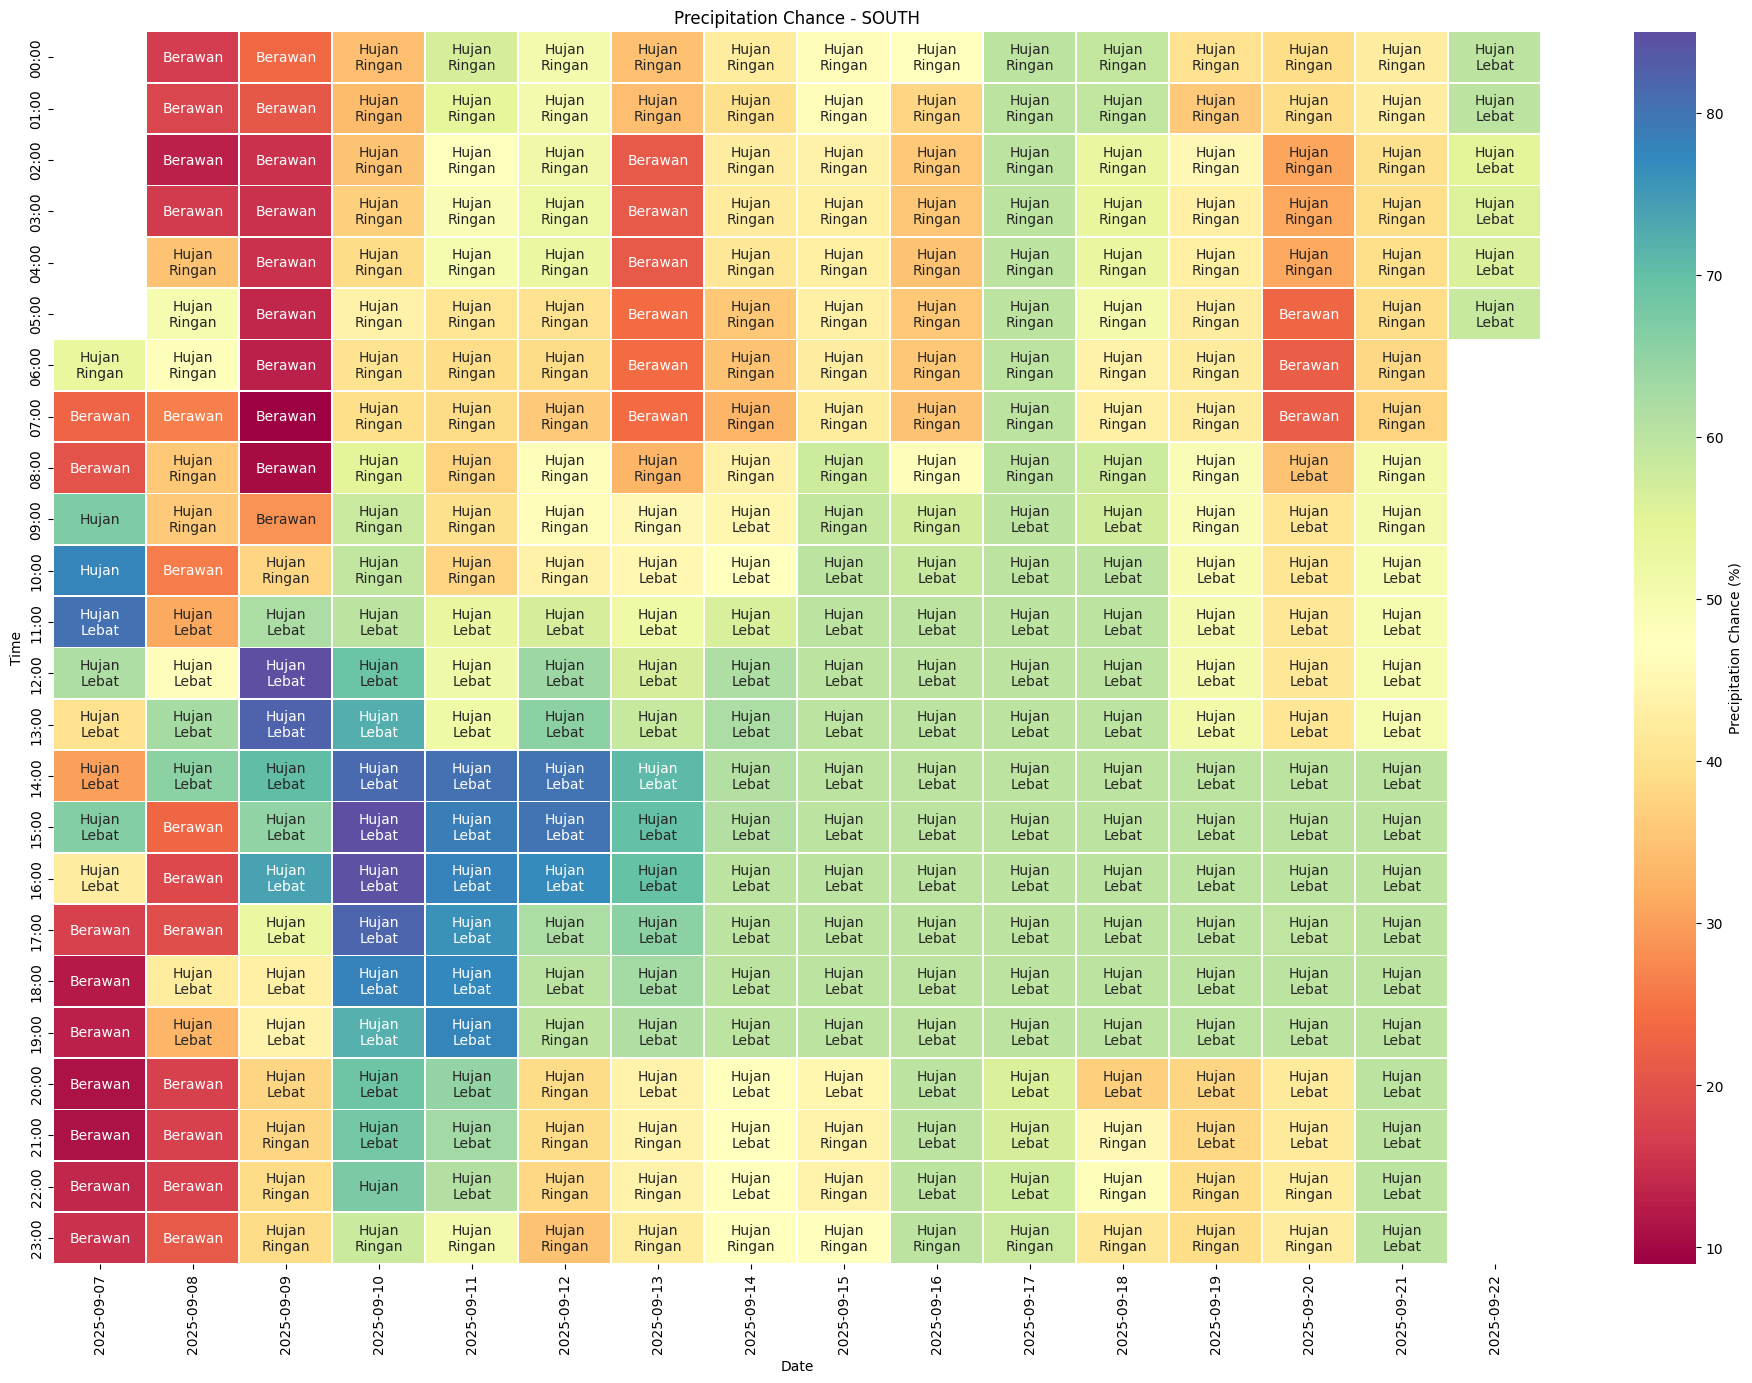 Precipitation Chance - SOUTH
00:00 Berawan Berawan Hujan Ringan Hujan Ringan Hujan Ringan Hujan Ringan Hujan Ringan Hujan Ringan Hujan Ringan Hujan Ringan Hujan Ringan Hujan Ringan Hujan Ringan Hujan Ringan Hujan Lebat
01:00 Berawan Berawan Hujan Ringan Hujan Ringan Hujan Ringan Hujan Ringan Hujan Ringan Hujan Ringan Hujan Ringan Hujan Ringan Hujan Ringan Hujan Ringan Hujan Ringan Hujan Ringan Hujan Lebat
02:00 Berawan Berawan Hujan Ringan Hujan Ringan Hujan Ringan Berawan Hujan Ringan Hujan Ringan Hujan Ringan Hujan Ringan Hujan Ringan Hujan Ringan Hujan Ringan Hujan Ringan Hujan Lebat
03:00 Berawan Berawan Hujan Ringan Hujan Ringan Hujan Ringan Berawan Hujan Ringan Hujan Ringan Hujan Ringan Hujan Ringan Hujan Ringan Hujan Ringan Hujan Ringan Hujan Ringan Hujan Lebat
04:00 Hujan Ringan Berawan Hujan Ringan Hujan Ringan Hujan Ringan Berawan Hujan Ringan Hujan Ringan Hujan Ringan Hujan Ringan Hujan Ringan Hujan Ringan Hujan Ringan Hujan Ringan Hujan Lebat
05:00 Hujan Ringan Berawan Hujan Ringan Hujan Ringan Hujan Ringan Berawan Hujan Ringan Hujan Ringan Hujan Ringan Hujan Ringan Hujan Ringan Hujan Ringan Berawan Hujan Ringan Hujan Lebat
06:00 Hujan Ringan Hujan Ringan Berawan Hujan Ringan Hujan Ringan Hujan Ringan Berawan Hujan Ringan Hujan Ringan Hujan Ringan Hujan Ringan Hujan Ringan Hujan Ringan Berawan Hujan Ringan
07:00 Berawan Berawan Berawan Hujan Ringan Hujan Ringan Hujan Ringan Berawan Hujan Ringan Hujan Ringan Hujan Ringan Hujan Ringan Hujan Ringan Hujan Ringan Berawan Hujan Ringan
08:00 Berawan Hujan Ringan Berawan Hujan Ringan Hujan Ringan Hujan Ringan Hujan Ringan Hujan Ringan Hujan Ringan Hujan Ringan Hujan Ringan Hujan Ringan Hujan Ringan Hujan Lebat Hujan Ringan
09:00 Hujan Hujan Ringan Berawan Hujan Ringan Hujan Ringan Hujan Ringan Hujan Ringan Hujan Lebat Hujan Ringan Hujan Ringan Hujan Lebat Hujan Lebat Hujan Ringan Hujan Lebat Hujan Ringan
10:00 Hujan Berawan Hujan Ringan Hujan Ringan Hujan Ringan Hujan Ringan Hujan Lebat Hujan Lebat Hujan Lebat Hujan Lebat Hujan Lebat Hujan Lebat Hujan Lebat Hujan Lebat Hujan Lebat
11:00 Hujan Lebat Hujan Lebat Hujan Lebat Hujan Lebat Hujan Lebat Hujan Lebat Hujan Lebat Hujan Lebat Hujan Lebat Hujan Lebat Hujan Lebat Hujan Lebat Hujan Lebat Hujan Lebat Hujan Lebat
12:00 Hujan Lebat Hujan Lebat Hujan Lebat Hujan Lebat Hujan Lebat Hujan Lebat Hujan Lebat Hujan Lebat Hujan Lebat Hujan Lebat Hujan Lebat Hujan Lebat Hujan Lebat Hujan Lebat Hujan Lebat
13:00 Hujan Lebat Hujan Lebat Hujan Lebat Hujan Lebat Hujan Lebat Hujan Lebat Hujan Lebat Hujan Lebat Hujan Lebat Hujan Lebat Hujan Lebat Hujan Lebat Hujan Lebat Hujan Lebat Hujan Lebat
14:00 Hujan Lebat Hujan Lebat Hujan Lebat Hujan Lebat Hujan Lebat Hujan Lebat Hujan Lebat Hujan Lebat Hujan Lebat Hujan Lebat Hujan Lebat Hujan Lebat Hujan Lebat Hujan Lebat Hujan Lebat
15:00 Hujan Lebat Berawan Hujan Lebat Hujan Lebat Hujan Lebat Hujan Lebat Hujan Lebat Hujan Lebat Hujan Lebat Hujan Lebat Hujan Lebat Hujan Lebat Hujan Lebat Hujan Lebat Hujan Lebat
16:00 Hujan Lebat Berawan Hujan Lebat Hujan Lebat Hujan Lebat Hujan Lebat Hujan Lebat Hujan Lebat Hujan Lebat Hujan Lebat Hujan Lebat Hujan Lebat Hujan Lebat Hujan Lebat Hujan Lebat
17:00 Berawan Berawan Hujan Lebat Hujan Lebat Hujan Lebat Hujan Lebat Hujan Lebat Hujan Lebat Hujan Lebat Hujan Lebat Hujan Lebat Hujan Lebat Hujan Lebat Hujan Lebat Hujan Lebat
18:00 Berawan Hujan Lebat Hujan Lebat Hujan Lebat Hujan Lebat Hujan Lebat Hujan Lebat Hujan Lebat Hujan Lebat Hujan Lebat Hujan Lebat Hujan Lebat Hujan Lebat Hujan Lebat Hujan Lebat
19:00 Berawan Hujan Lebat Hujan Lebat Hujan Lebat Hujan Lebat Hujan Ringan Hujan Lebat Hujan Lebat Hujan Lebat Hujan Lebat Hujan Lebat Hujan Lebat Hujan Lebat Hujan Lebat Hujan Lebat
20:00 Berawan Berawan Hujan Lebat Hujan Lebat Hujan Lebat Hujan Ringan Hujan Lebat Hujan Lebat Hujan Lebat Hujan Lebat Hujan Lebat Hujan Lebat Hujan Lebat Hujan Lebat Hujan Lebat
21:00 Berawan Berawan Hujan Ringan Hujan Lebat Hujan Lebat Hujan Ringan Hujan Ringan Hujan Lebat Hujan Ringan Hujan Lebat Hujan Lebat Hujan Ringan Hujan Lebat Hujan Lebat Hujan Lebat
22:00 Berawan Berawan Hujan Ringan Hujan Hujan Lebat Hujan Ringan Hujan Ringan Hujan Lebat Hujan Ringan Hujan Lebat Hujan Lebat Hujan Ringan Hujan Ringan Hujan Ringan Hujan Lebat
23:00 Berawan Berawan Hujan Ringan Hujan Ringan Hujan Ringan Hujan Ringan Hujan Ringan Hujan Ringan Hujan Ringan Hujan Ringan Hujan Ringan Hujan Ringan Hujan Ringan Hujan Ringan Hujan Lebat
Time
2025-09-07 2025-09-08 2025-09-09 2025-09-10 2025-09-11 2025-09-12 2025-09-13 2025-09-14 2025-09-15 2025-09-16 2025-09-17 2025-09-18 2025-09-19 2025-09-20 2025-09-21 2025-09-22
Date
80
70
60
50
40
30
20
10
Precipitation Chance (%)